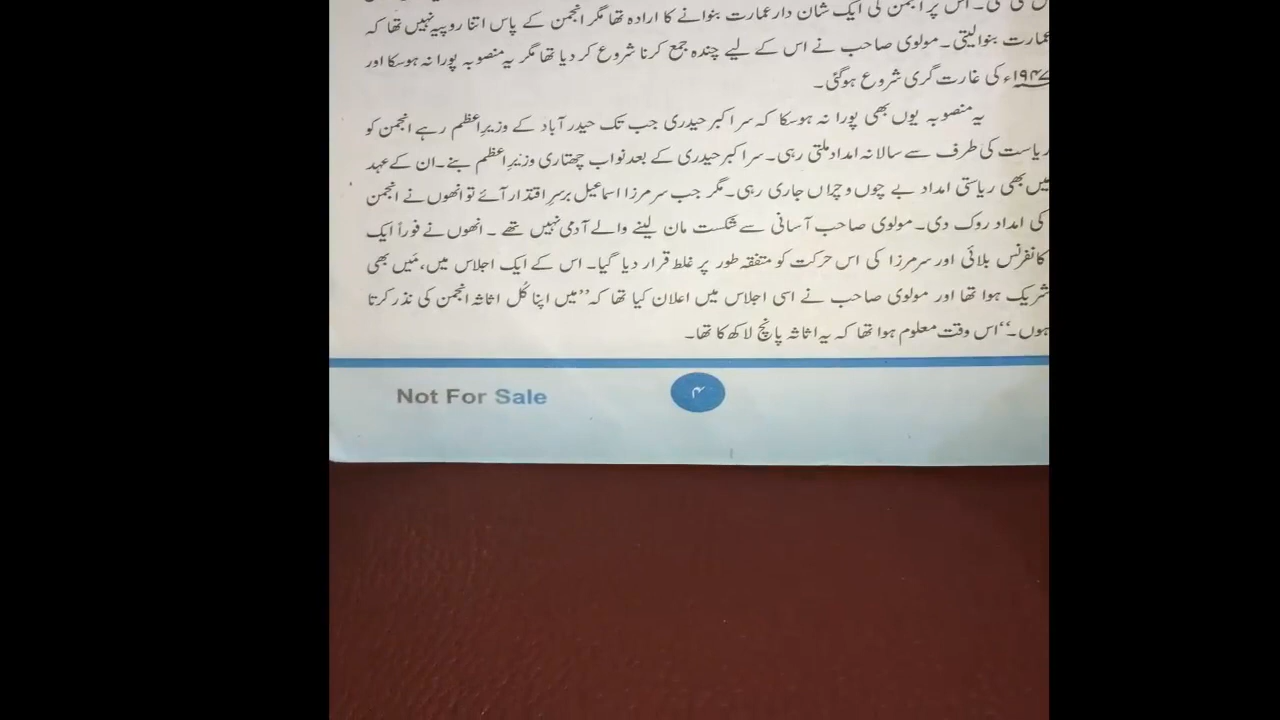 اس پر انجمن کی ایک شان دار عمارت بنوانے کا ارادہ تھا مگر انجمن کے پاس اتنا روپیہ نہیں تھا کہ
عمارت بنوالیتی۔ مولوی صاحب نے اس کے لیے چندہ جمع کرنا شروع کر دیا تھا مگر یہ منصوبہ پورا نہ ہوسکا اور
۱۹۴۷ء کی غارت گری شروع ہوگئی۔
یہ منصوبہ یوں بھی پورا نہ ہوسکا کہ سر اکبر حیدری جب تک حیدر آباد کے وزیرِاعظم رہے انجمن کو
ریاست کی طرف سے سالانہ امداد ملتی رہی۔ سر اکبر حیدری کے بعد نواب چھتاری وزیرِاعظم بنے۔ ان کے عہد
میں بھی ریاستی امداد بے چوں و چراں جاری رہی۔ مگر جب سر مرزا اسماعیل برسرِ اقتدار آئے تو انھوں نے انجمن
کی امداد روک دی۔ مولوی صاحب آسانی سے شکست مان لینے والے آدمی نہیں تھے۔ انھوں نے فوراً ایک
کانفرنس بلائی اور سر مرزا کی اس حرکت کو متفقہ طور پر غلط قرار دیا گیا۔ اس کے ایک اجلاس میں، مَیں بھی
شریک ہوا تھا اور مولوی صاحب نے اسی اجلاس میں اعلان کیا تھا کہ ’’میں اپنا کُل اثاثہ انجمن کی نذر کرتا
ہوں۔‘‘ اس وقت معلوم ہوا تھا کہ یہ اثاثہ پانچ لاکھ کا تھا۔
Not For Sale
۴